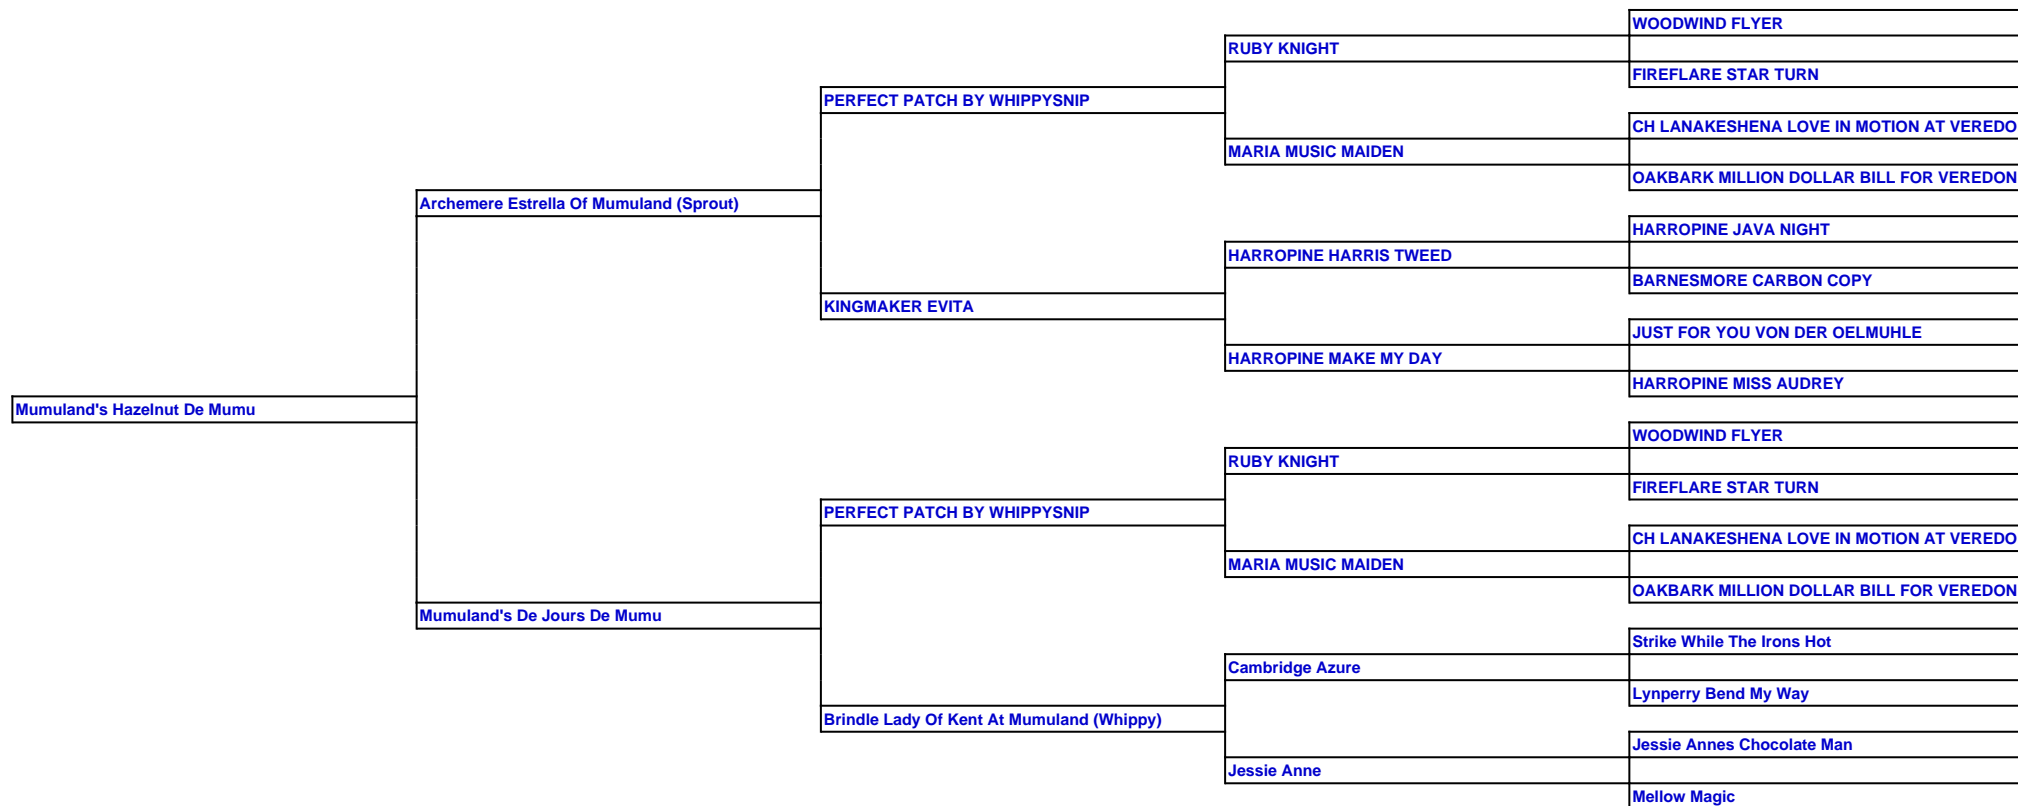 WOODWIND FLYER
RUBY KNIGHT
FIREFLARE STAR TURN
PERFECT PATCH BY WHIPPYSNIP
CH LANAKESHENA LOVE IN MOTION AT VEREDO
MARIA MUSIC MAIDEN
OAKBARK MILLION DOLLAR BILL FOR VEREDON
Archemere Estrella Of Mumuland (Sprout)
HARROPINE JAVA NIGHT
HARROPINE HARRIS TWEED
BARNESMORE CARBON COPY
KINGMAKER EVITA
JUST FOR YOU VON DER OELMUHLE
HARROPINE MAKE MY DAY
HARROPINE MISS AUDREY
Mumuland's Hazelnut De Mumu
WOODWIND FLYER
RUBY KNIGHT
FIREFLARE STAR TURN
PERFECT PATCH BY WHIPPYSNIP
CH LANAKESHENA LOVE IN MOTION AT VEREDO
MARIA MUSIC MAIDEN
OAKBARK MILLION DOLLAR BILL FOR VEREDON
Mumuland's De Jours De Mumu
Strike While The Irons Hot
Cambridge Azure
Lynperry Bend My Way
Brindle Lady Of Kent At Mumuland (Whippy)
Jessie Annes Chocolate Man
Jessie Anne
Mellow Magic